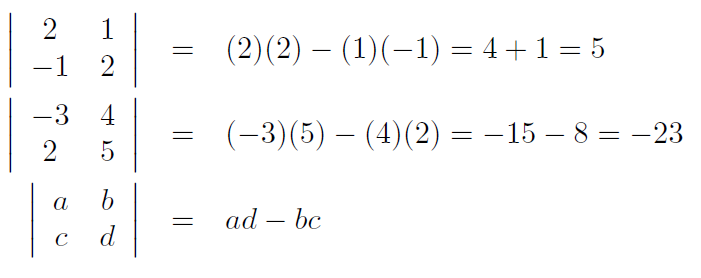 | 2 1 | = (2)(2) − (1)(−1) = 4 + 1 = 5
| −1 2 |
| −3 4 | = (−3)(5) − (4)(2) = −15 − 8 = −23
| 2 5 |
| a b | = ad − bc
| c d |